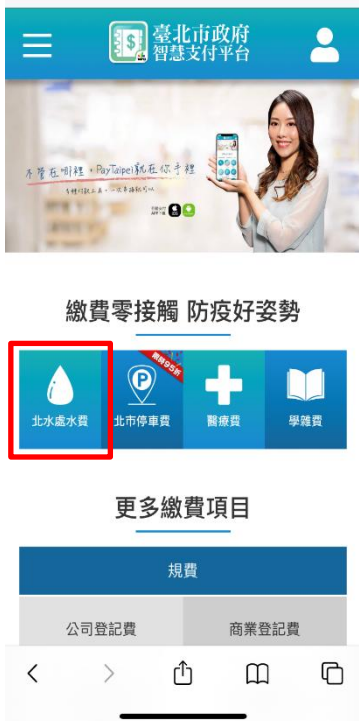 臺北市政府
智慧支付平台
不管在哪裡，PayTaipei就在你手裡
繳費零接觸 防疫好姿勢
限時95折
北水處水費
北市停車費
醫療費
學雜費
更多繳費項目
規費
公司登記費
商業登記費